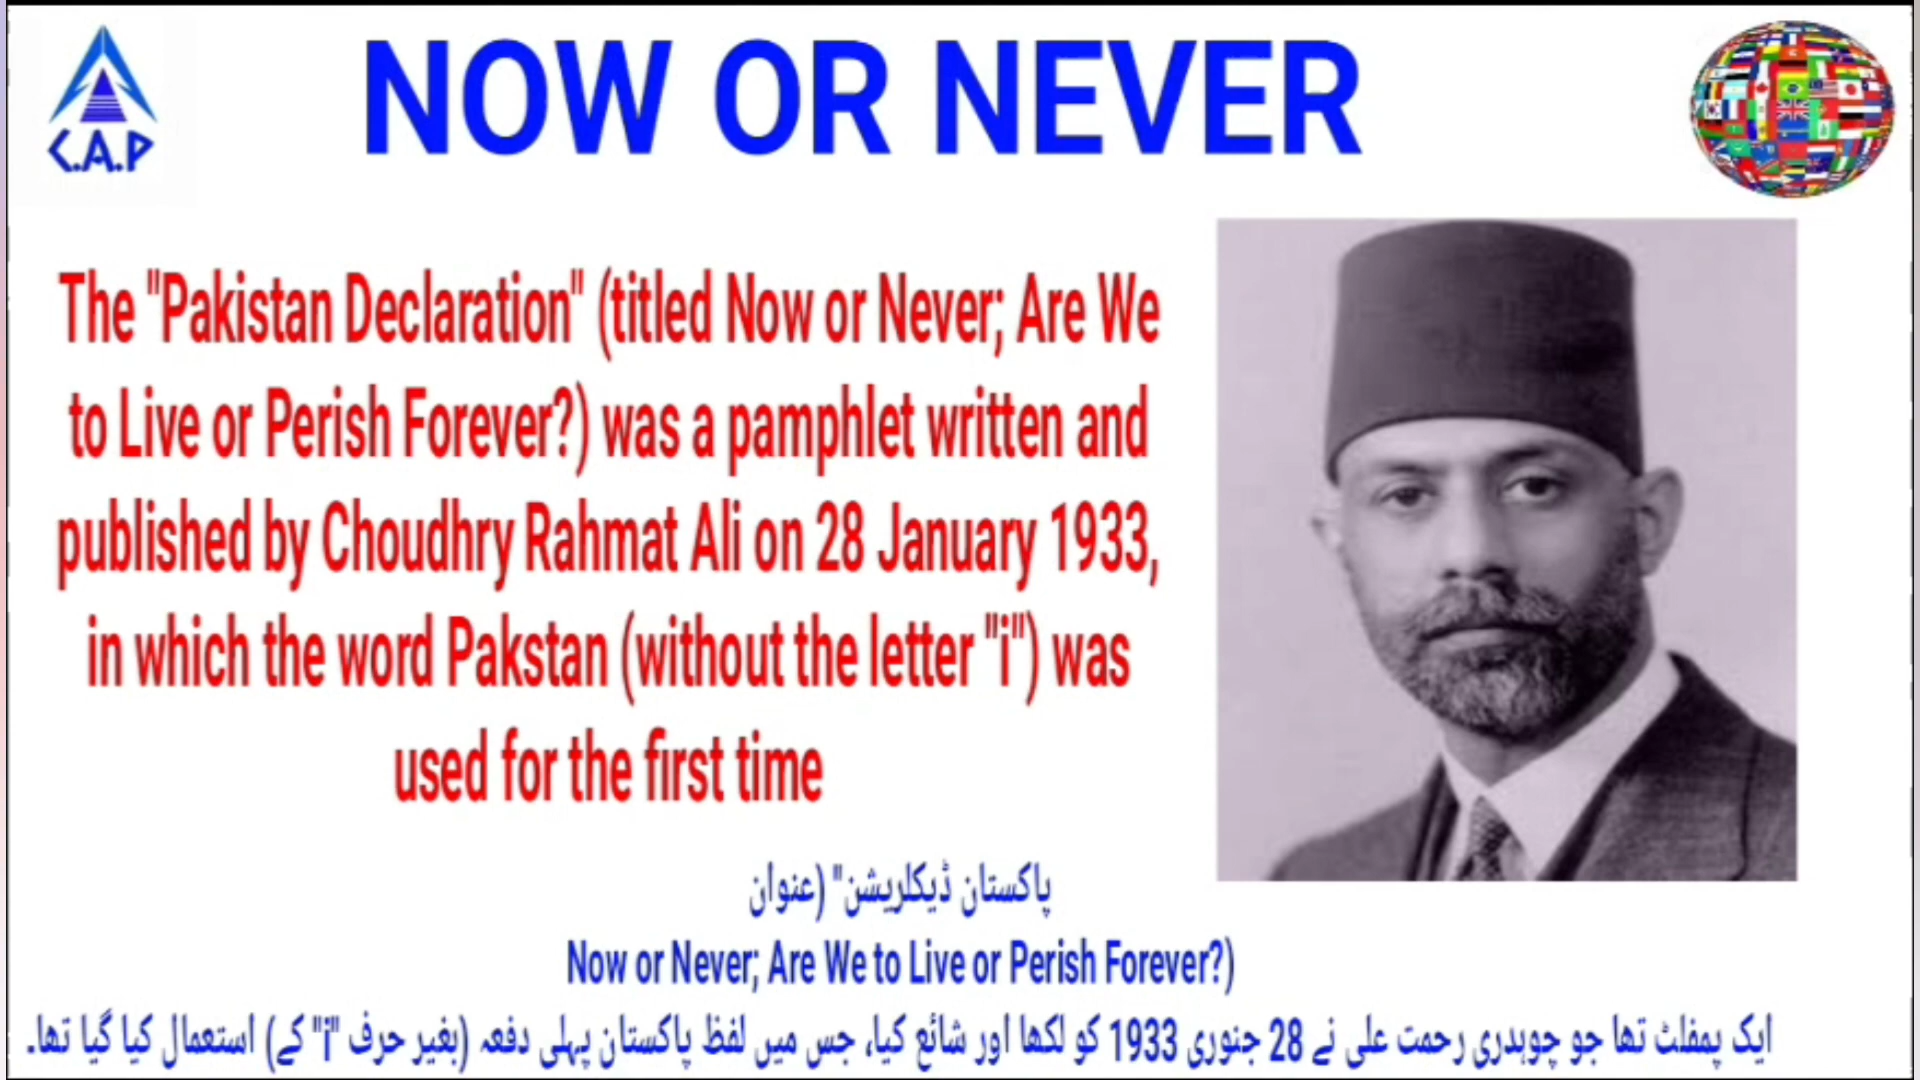 C.A.P
NOW OR NEVER
The "Pakistan Declaration" (titled Now or Never; Are We
to Live or Perish Forever?) was a pamphlet written and
published by Choudhry Rahmat Ali on 28 January 1933,
in which the word Pakstan (without the letter "i") was
used for the first time
پاکستان ڈیکلریشن" (عنوان
Now or Never; Are We to Live or Perish Forever?)
ایک پمفلٹ تھا جو چوہدری رحمت علی نے 28 جنوری 1933 کو لکھا اور شائع کیا، جس میں لفظ پاکستان پہلی دفعہ (بغیر حرف "i" کے) استعمال کیا گیا تھا۔